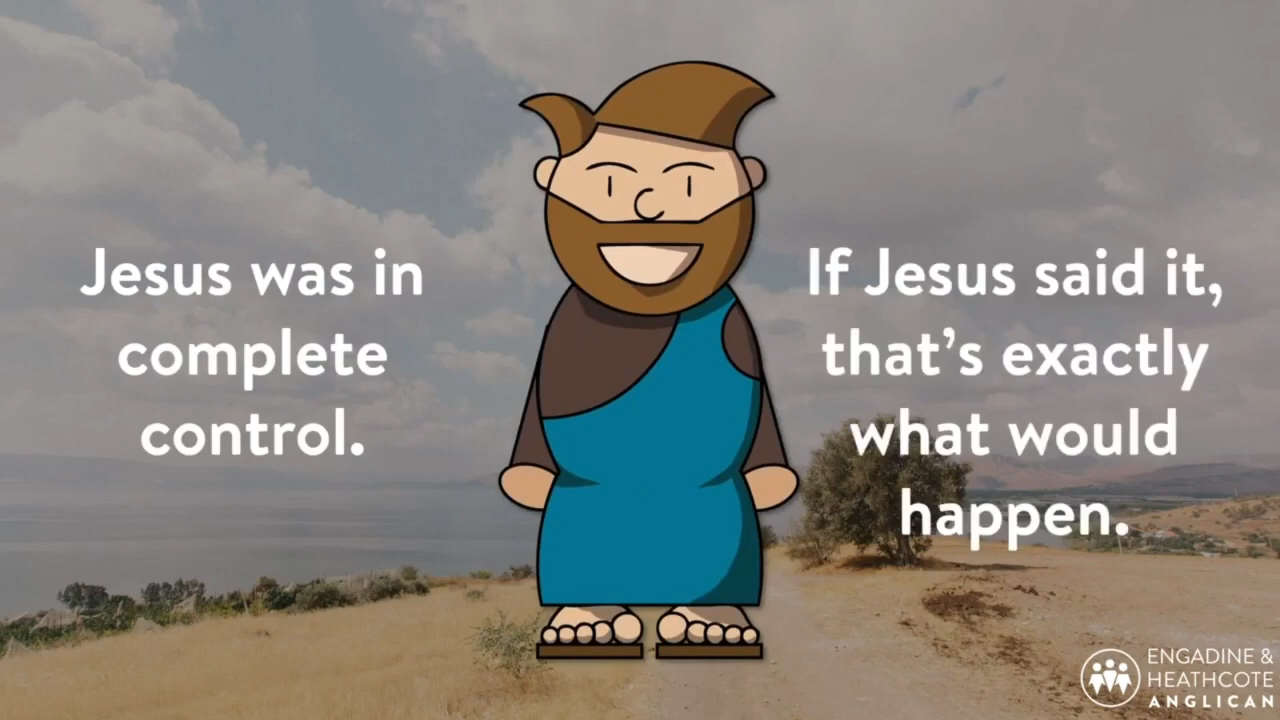 Jesus was in
complete
control.
If Jesus said it,
that’s exactly
what would
happen.
ENGADINE &
HEATHCOTE
ANGLICAN